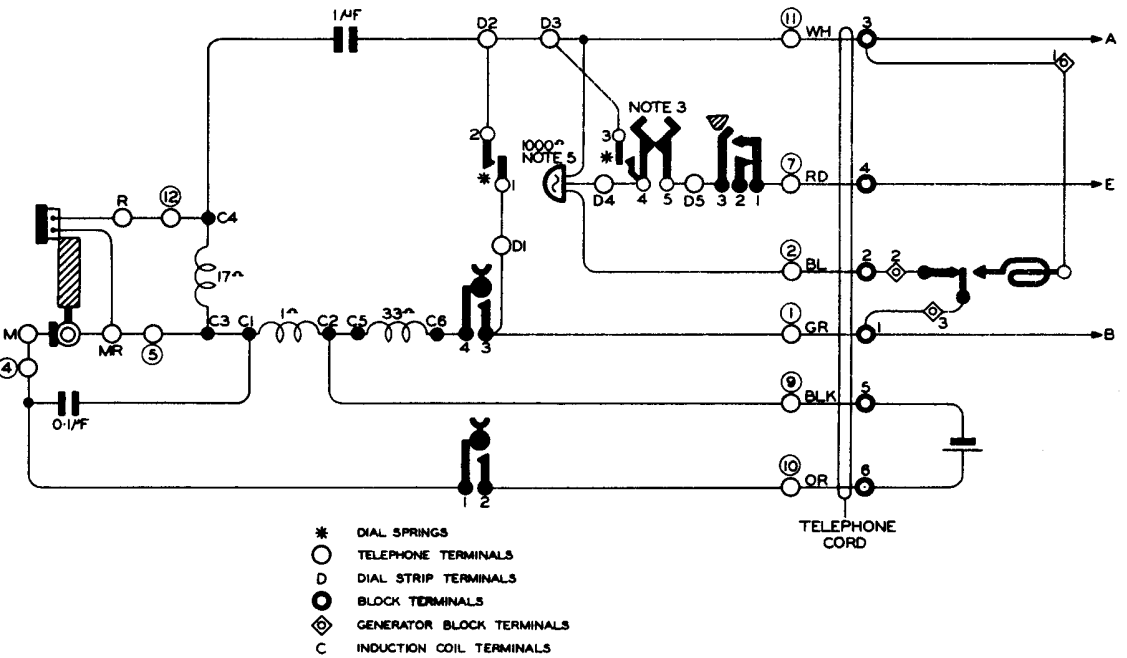 1µF
D2
D3
11
WH
3
A
1
NOTE 3
2
3
1000Ω
NOTE 5
*
*
1
D4
4
5
D5
3
2
1
7
RD
4
E
R
12
C4
D1
2
BL
2
2
17Ω
3
M
MR
5
C3
C1
1Ω
C2
C5
33Ω
C6
4
3
1
GR
1
B
4
0·1µF
9
BLK
5
10
OR
6
1
2
TELEPHONE
CORD
* DIAL SPRINGS
TELEPHONE TERMINALS
D DIAL STRIP TERMINALS
BLOCK TERMINALS
GENERATOR BLOCK TERMINALS
C INDUCTION COIL TERMINALS